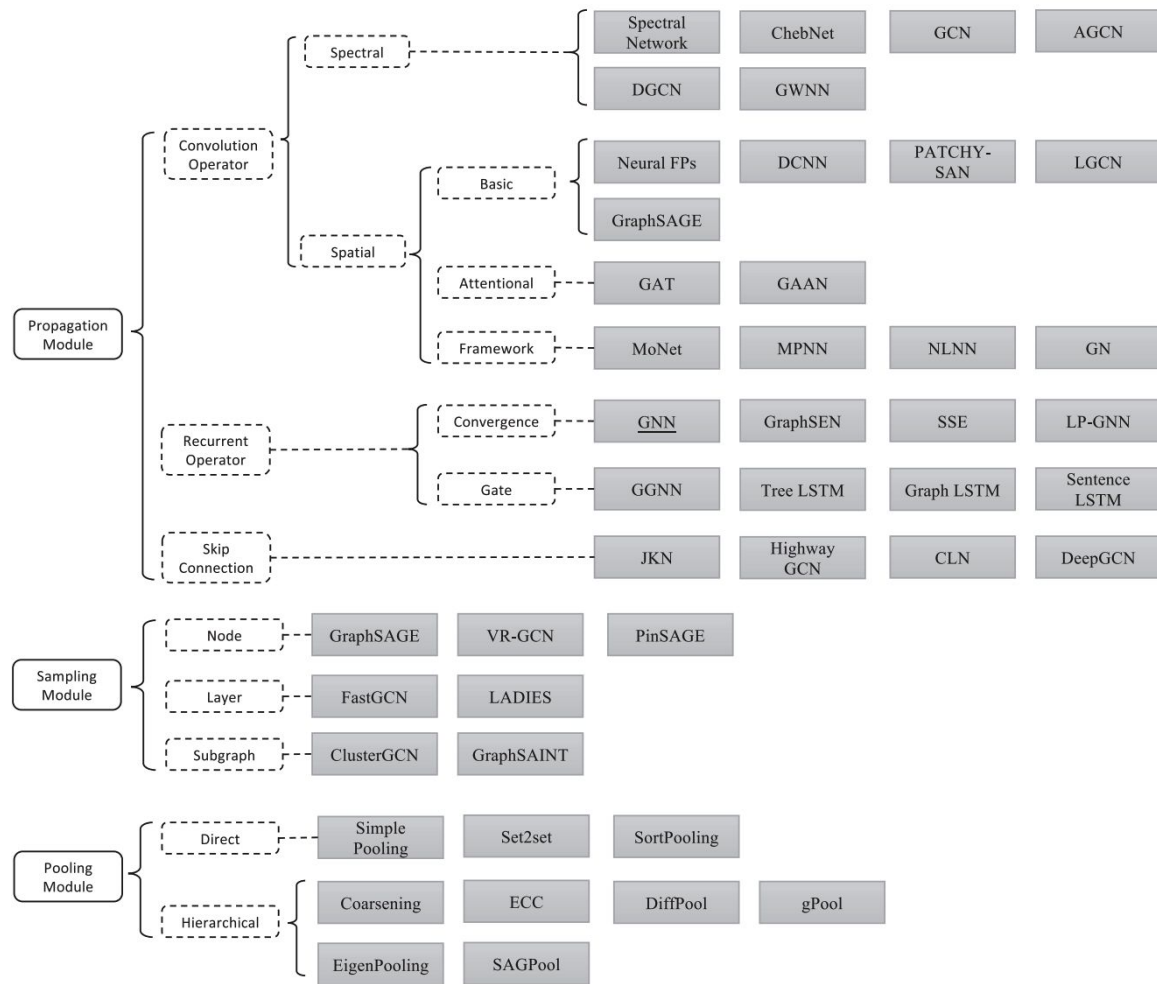 Spectral
Network
ChebNet
GCN
AGCN
Spectral
DGCN
GWNN
Convolution
Operator
Neural FPs
DCNN
PATCHY-
SAN
LGCN
Basic
GraphSAGE
Spatial
Attentional
GAT
GAAN
Propagation
Module
Framework
MoNet
MPNN
NLNN
GN
Recurrent
Operator
Convergence
GNN
GraphSEN
SSE
LP-GNN
Gate
GGNN
Tree LSTM
Graph LSTM
Sentence
LSTM
Skip
Connection
JKN
Highway
GCN
CLN
DeepGCN
Node
GraphSAGE
VR-GCN
PinSAGE
Sampling
Module
Layer
FastGCN
LADIES
Subgraph
ClusterGCN
GraphSAINT
Direct
Simple
Pooling
Set2set
SortPooling
Pooling
Module
Hierarchical
Coarsening
ECC
DiffPool
gPool
EigenPooling
SAGPool